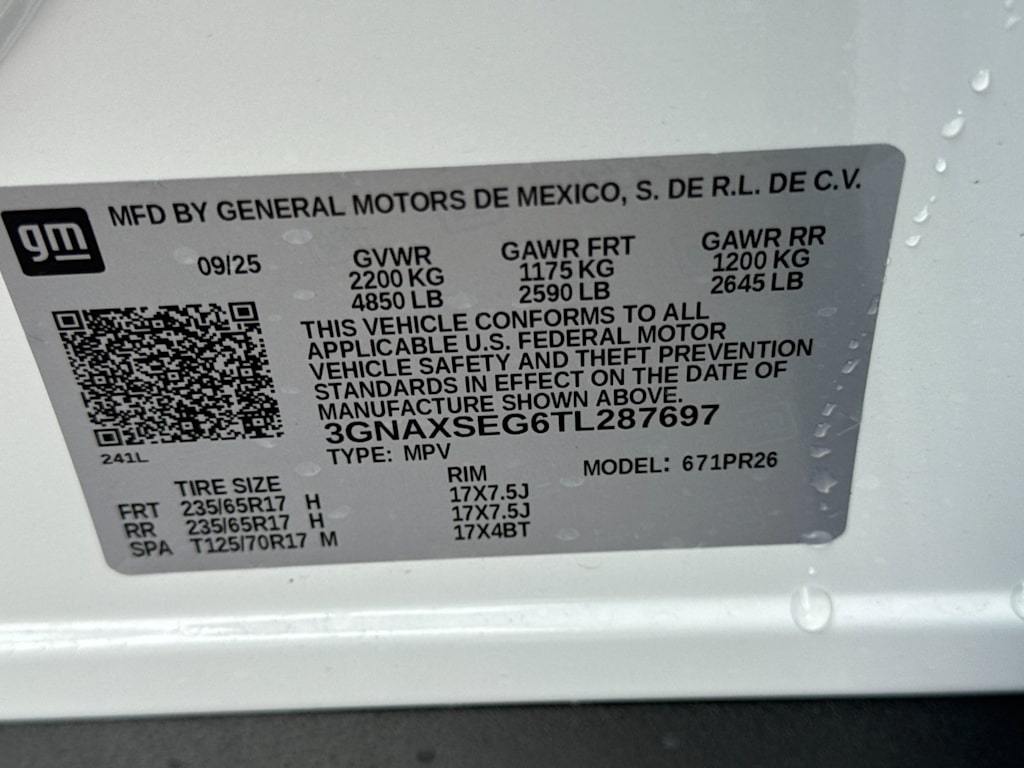 gm
MFD BY GENERAL MOTORS DE MEXICO, S. DE R.L. DE C.V.
09/25 GVWR GAWR FRT GAWR RR
2200 KG 1175 KG 1200 KG
4850 LB 2590 LB 2645 LB
THIS VEHICLE CONFORMS TO ALL
APPLICABLE U.S. FEDERAL MOTOR
VEHICLE SAFETY AND THEFT PREVENTION
STANDARDS IN EFFECT ON THE DATE OF
MANUFACTURE SHOWN ABOVE.
3GNAXSEG6TL287697
241L
TYPE: MPV MODEL: 671PR26
TIRE SIZE RIM
FRT 235/65R17 H 17X7.5J
RR 235/65R17 H 17X7.5J
SPA T125/70R17 M 17X4BT